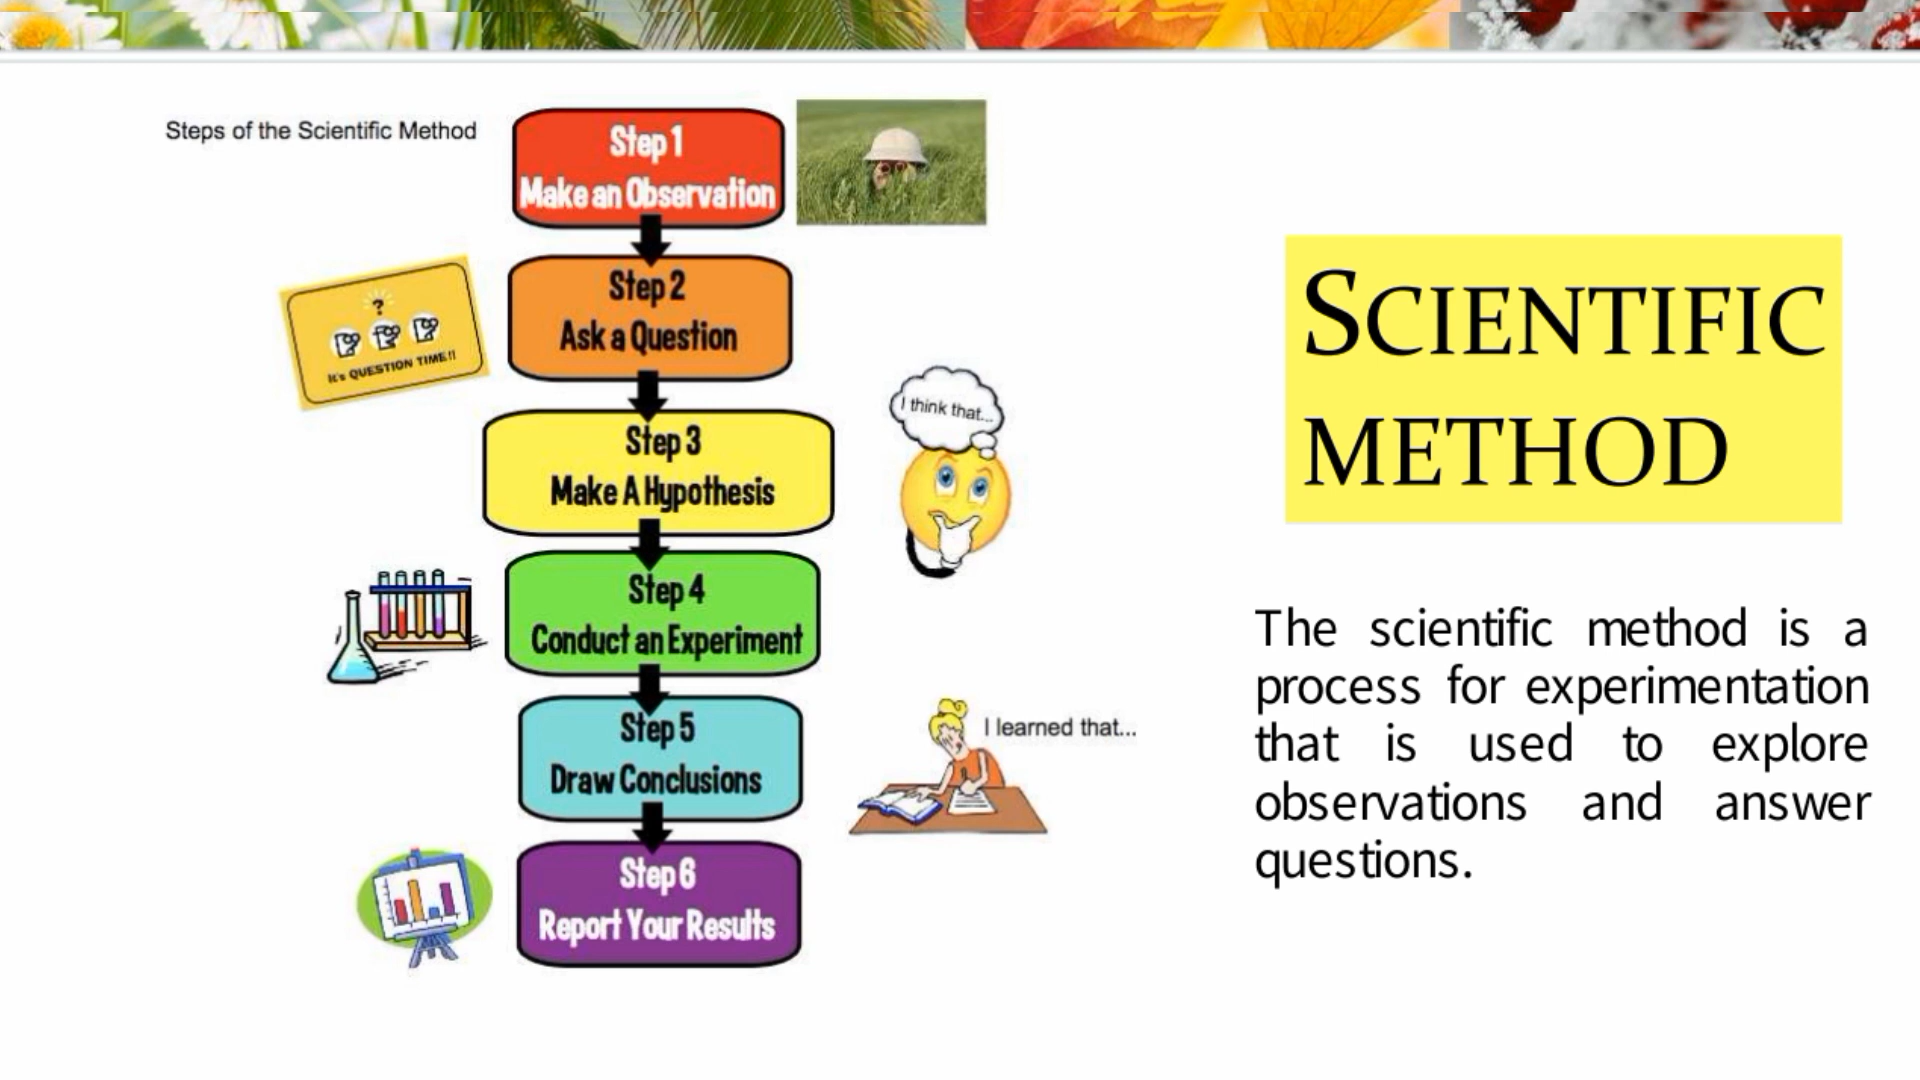 Steps of the Scientific Method
Step 1
Make an Observation
Step 2
Ask a Question
?
It's QUESTION TIME!!
Step 3
Make A Hypothesis
I think that...
Step 4
Conduct an Experiment
Step 5
Draw Conclusions
I learned that...
Step 6
Report Your Results
SCIENTIFIC
METHOD
The scientific method is a
process for experimentation
that is used to explore
observations and answer
questions.